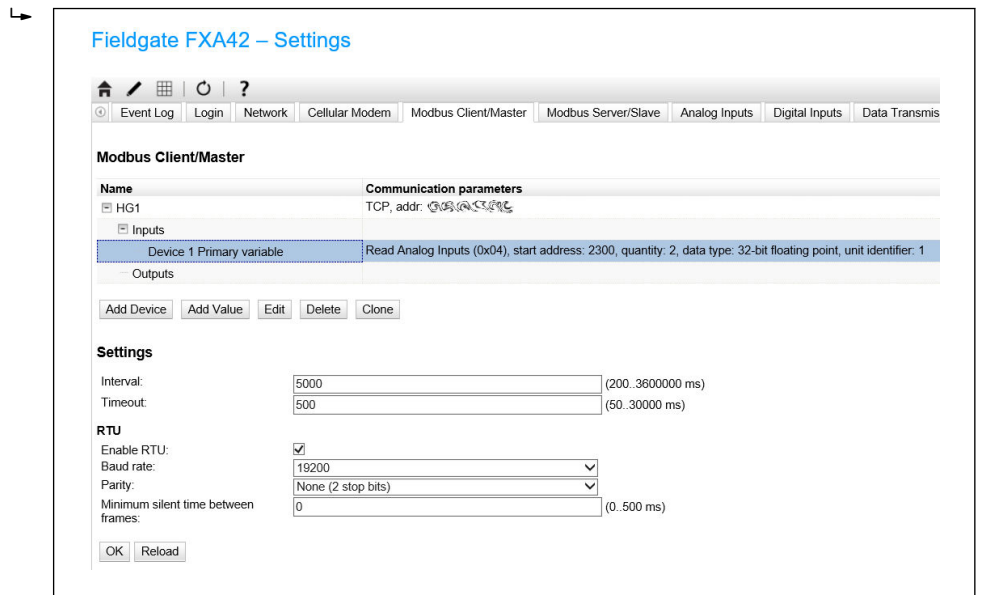 Fieldgate FXA42 – Settings
?
Event Log Login Network Cellular Modem Modbus Client/Master Modbus Server/Slave Analog Inputs Digital Inputs Data Transmis
Modbus Client/Master
Name Communication parameters
HG1 TCP, addr:
Inputs
Device 1 Primary variable Read Analog Inputs (0x04), start address: 2300, quantity: 2, data type: 32-bit floating point, unit identifier: 1
Outputs
Add Device Add Value Edit Delete Clone
Settings
Interval: 5000 (200..3600000 ms)
Timeout: 500 (50..30000 ms)
RTU
Enable RTU:
Baud rate: 19200
Parity: None (2 stop bits)
Minimum silent time between
frames: 0 (0..500 ms)
OK Reload